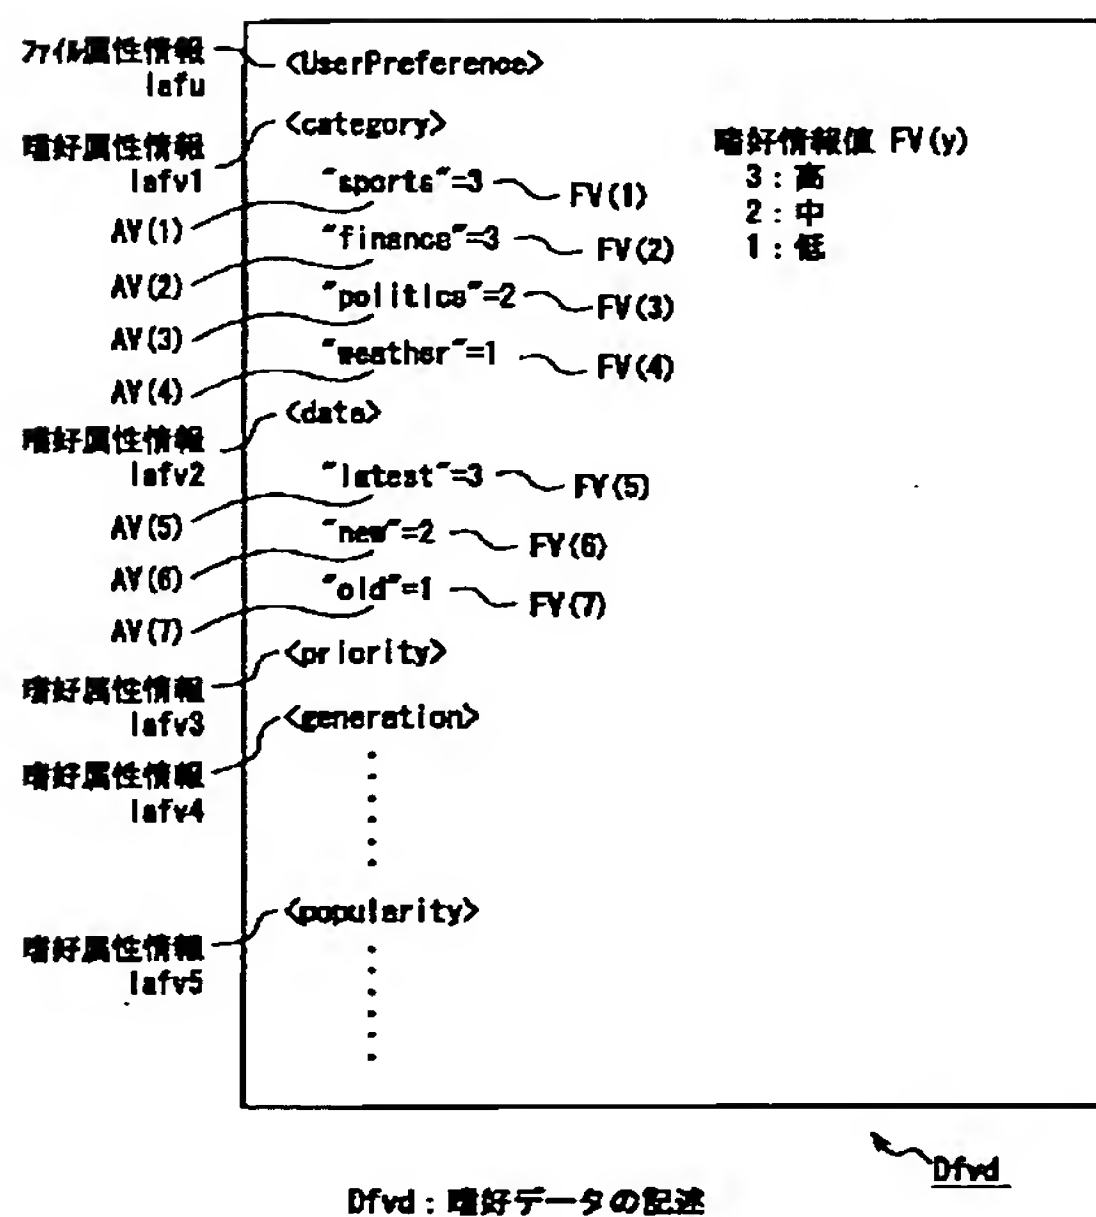 ファイル属性情報
Iafu
<UserPreference>
嗜好属性情報
Iafv1
<category>
嗜好情報値 FV(y)
3:高
2:中
1:低
"sports"=3
FV(1)
AV(1)
"finance"=3
FV(2)
AV(2)
"politics"=2
FV(3)
AV(3)
"weather"=1
FV(4)
AV(4)
嗜好属性情報
Iafv2
<data>
"latest"=3
FV(5)
AV(5)
"new"=2
FV(6)
AV(6)
"old"=1
FV(7)
AV(7)
嗜好属性情報
Iafv3
<priority>
嗜好属性情報
Iafv4
<generation>
嗜好属性情報
Iafv5
<popularity>
Dfvd
Dfvd:嗜好データの記述